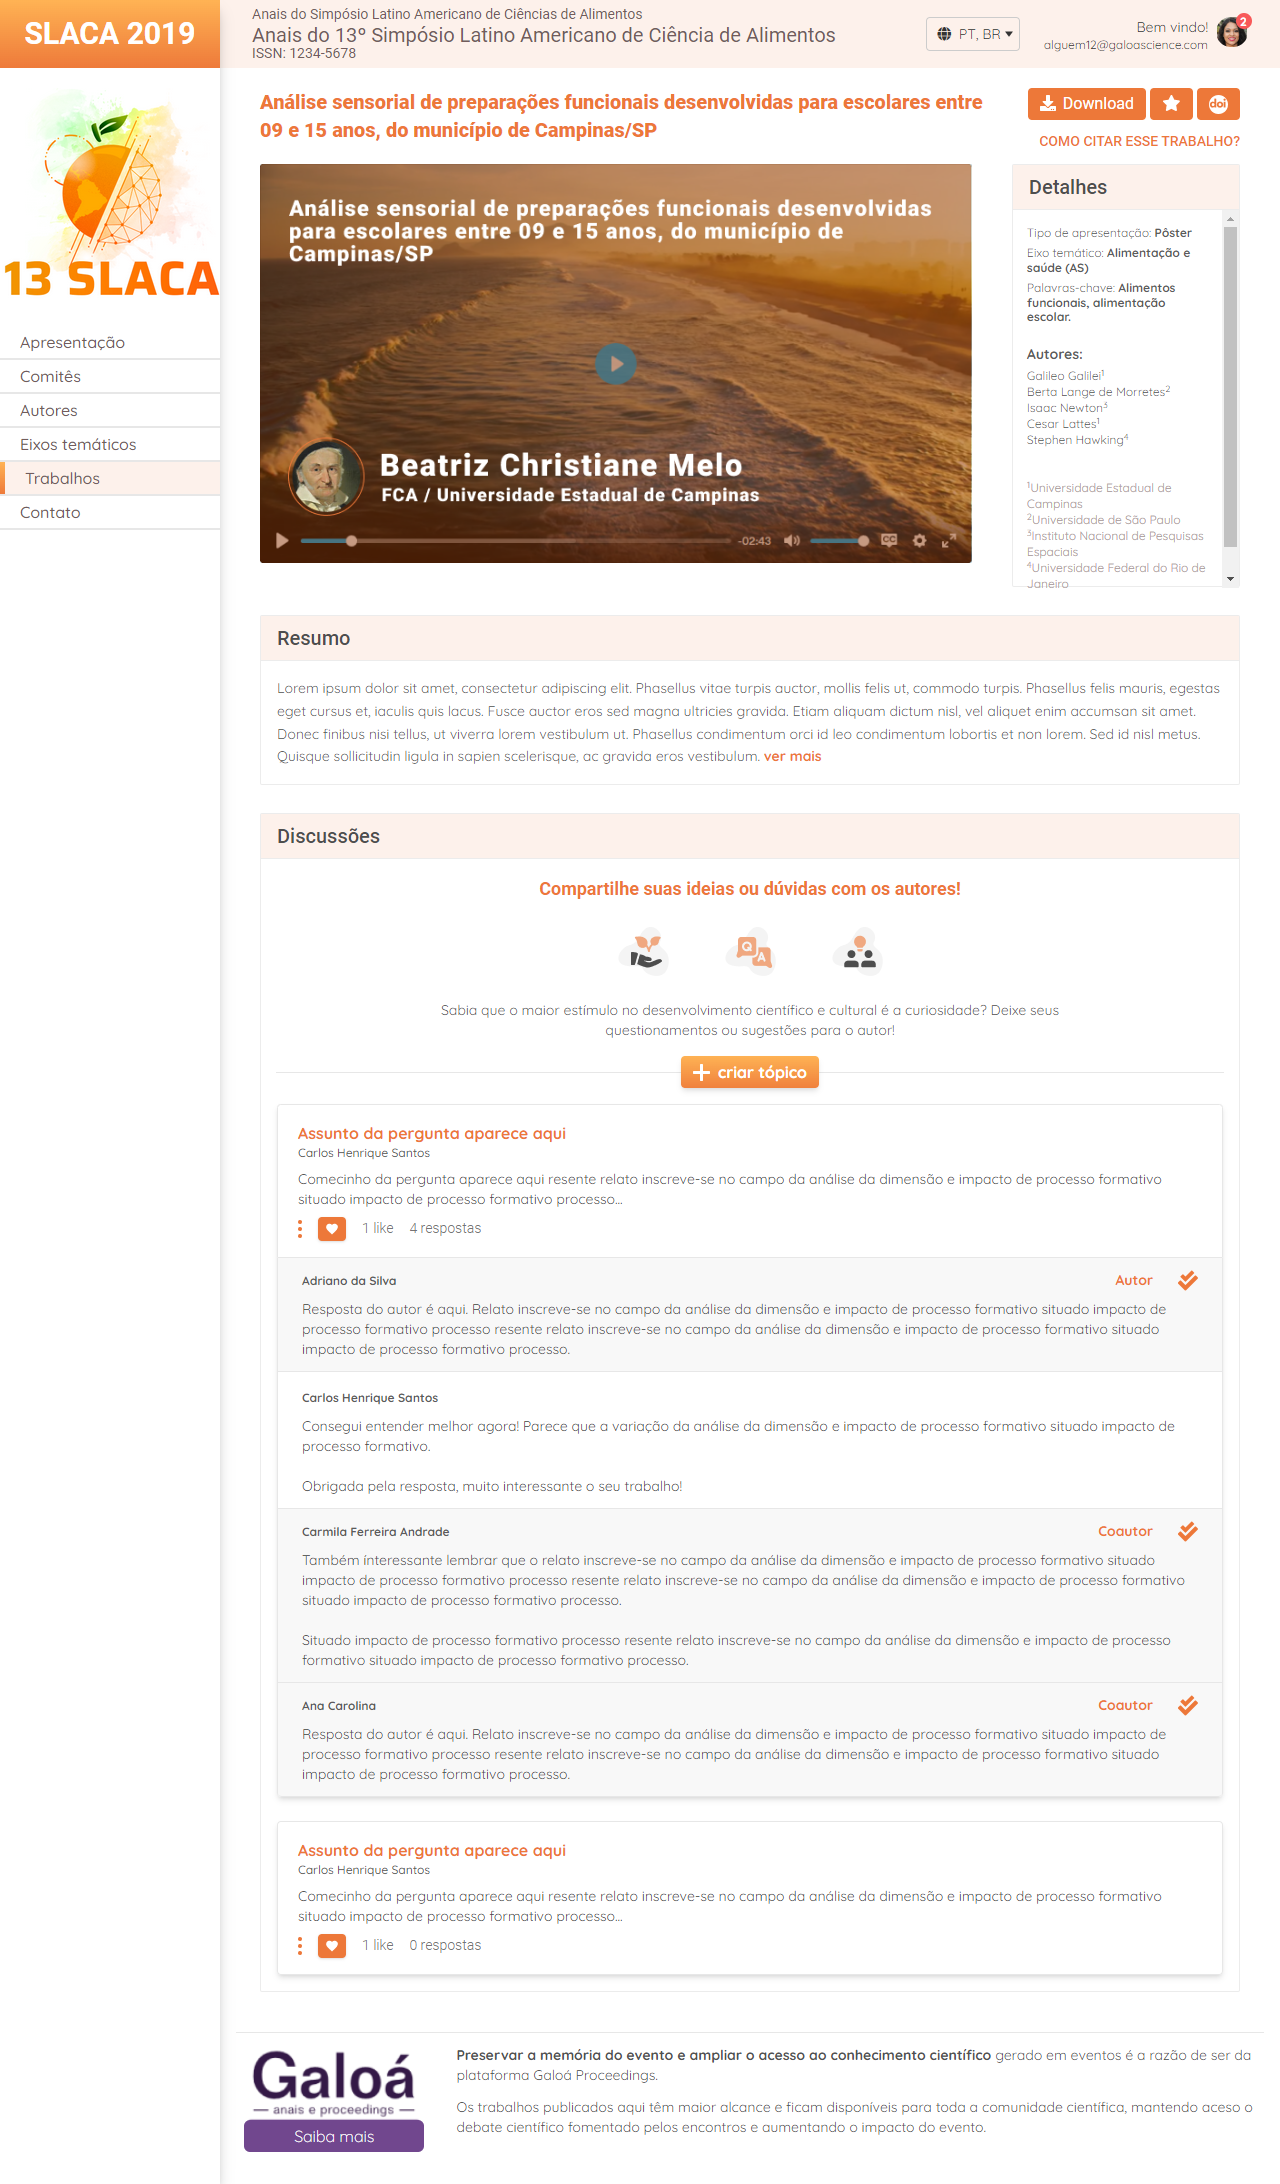 SLACA 2019
Anais do Simpósio Latino Americano de Ciências de Alimentos
Anais do 13º Simpósio Latino Americano de Ciência de Alimentos
ISSN: 1234-5678
PT, BR
Bem vindo!
alguem12@galoascience.com
2
13 SLACA
Apresentação
Comitês
Autores
Eixos temáticos
Trabalhos
Contato
Análise sensorial de preparações funcionais desenvolvidas para escolares entre
09 e 15 anos, do município de Campinas/SP
Download
doi
COMO CITAR ESSE TRABALHO?
Análise sensorial de preparações funcionais desenvolvidas
para escolares entre 09 e 15 anos, do município de
Campinas/SP
Beatriz Christiane Melo
FCA / Universidade Estadual de Campinas
-02:43
CC
Detalhes
Tipo de apresentação: Pôster
Eixo temático: Alimentação e
saúde (AS)
Palavras-chave: Alimentos
funcionais, alimentação
escolar.
Autores:
Galileo Galilei1
Berta Lange de Morretes2
Isaac Newton3
Cesar Lattes1
Stephen Hawking4
1Universidade Estadual de
Campinas
2Universidade de São Paulo
3Instituto Nacional de Pesquisas
Espaciais
4Universidade Federal do Rio de
Janeiro
Resumo
Lorem ipsum dolor sit amet, consectetur adipiscing elit. Phasellus vitae turpis auctor, mollis felis ut, commodo turpis. Phasellus felis mauris, egestas
eget cursus et, iaculis quis lacus. Fusce auctor eros sed magna ultricies gravida. Etiam aliquam dictum nisl, vel aliquet enim accumsan sit amet.
Donec finibus nisi tellus, ut viverra lorem vestibulum ut. Phasellus condimentum orci id leo condimentum lobortis et non lorem. Sed id nisl metus.
Quisque sollicitudin ligula in sapien scelerisque, ac gravida eros vestibulum. ver mais
Discussões
Compartilhe suas ideias ou dúvidas com os autores!
Q
A
Sabia que o maior estímulo no desenvolvimento científico e cultural é a curiosidade? Deixe seus
questionamentos ou sugestões para o autor!
criar tópico
Assunto da pergunta aparece aqui
Carlos Henrique Santos
Comecinho da pergunta aparece aqui resente relato inscreve-se no campo da análise da dimensão e impacto de processo formativo
situado impacto de processo formativo processo...
1 like 4 respostas
Adriano da Silva
Autor
Resposta do autor é aqui. Relato inscreve-se no campo da análise da dimensão e impacto de processo formativo situado impacto de
processo formativo processo resente relato inscreve-se no campo da análise da dimensão e impacto de processo formativo situado
impacto de processo formativo processo.
Carlos Henrique Santos
Consegui entender melhor agora! Parece que a variação da análise da dimensão e impacto de processo formativo situado impacto de
processo formativo.
Obrigada pela resposta, muito interessante o seu trabalho!
Carmila Ferreira Andrade
Coautor
Também ínteressante lembrar que o relato inscreve-se no campo da análise da dimensão e impacto de processo formativo situado
impacto de processo formativo processo resente relato inscreve-se no campo da análise da dimensão e impacto de processo formativo
situado impacto de processo formativo processo.
Situado impacto de processo formativo processo resente relato inscreve-se no campo da análise da dimensão e impacto de processo
formativo situado impacto de processo formativo processo.
Ana Carolina
Coautor
Resposta do autor é aqui. Relato inscreve-se no campo da análise da dimensão e impacto de processo formativo situado impacto de
processo formativo processo resente relato inscreve-se no campo da análise da dimensão e impacto de processo formativo situado
impacto de processo formativo processo.
Assunto da pergunta aparece aqui
Carlos Henrique Santos
Comecinho da pergunta aparece aqui resente relato inscreve-se no campo da análise da dimensão e impacto de processo formativo
situado impacto de processo formativo processo...
1 like 0 respostas
Galoá
anais e proceedings
Saiba mais
Preservar a memória do evento e ampliar o acesso ao conhecimento científico gerado em eventos é a razão de ser da
plataforma Galoá Proceedings.
Os trabalhos publicados aqui têm maior alcance e ficam disponíveis para toda a comunidade científica, mantendo aceso o
debate científico fomentado pelos encontros e aumentando o impacto do evento.